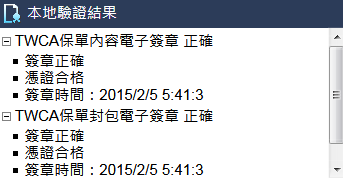 本地驗證結果
TWCA保單內容電子簽章 正確
簽章正確
憑證合格
簽章時間：2015/2/5 5:41:3
TWCA保單封包電子簽章 正確
簽章正確
憑證合格
簽章時間：2015/2/5 5:41:3